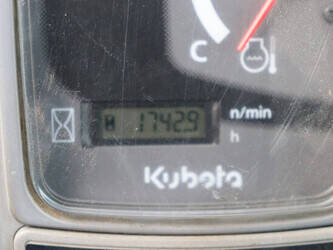 C
1742.9
n/min
h
Kubota